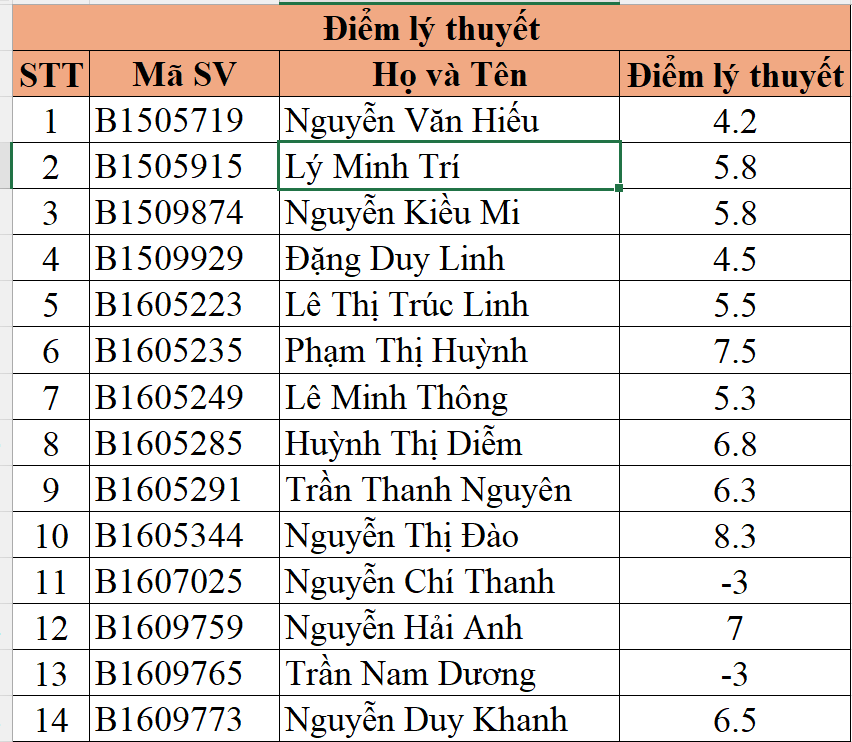 Điểm lý thuyết
STT Mã SV Họ và Tên Điểm lý thuyết
1 B1505719 Nguyễn Văn Hiếu 4.2
2 B1505915 Lý Minh Trí 5.8
3 B1509874 Nguyễn Kiều Mi 5.8
4 B1509929 Đặng Duy Linh 4.5
5 B1605223 Lê Thị Trúc Linh 5.5
6 B1605235 Phạm Thị Huỳnh 7.5
7 B1605249 Lê Minh Thông 5.3
8 B1605285 Huỳnh Thị Diễm 6.8
9 B1605291 Trần Thanh Nguyên 6.3
10 B1605344 Nguyễn Thị Đào 8.3
11 B1607025 Nguyễn Chí Thanh -3
12 B1609759 Nguyễn Hải Anh 7
13 B1609765 Trần Nam Dương -3
14 B1609773 Nguyễn Duy Khanh 6.5